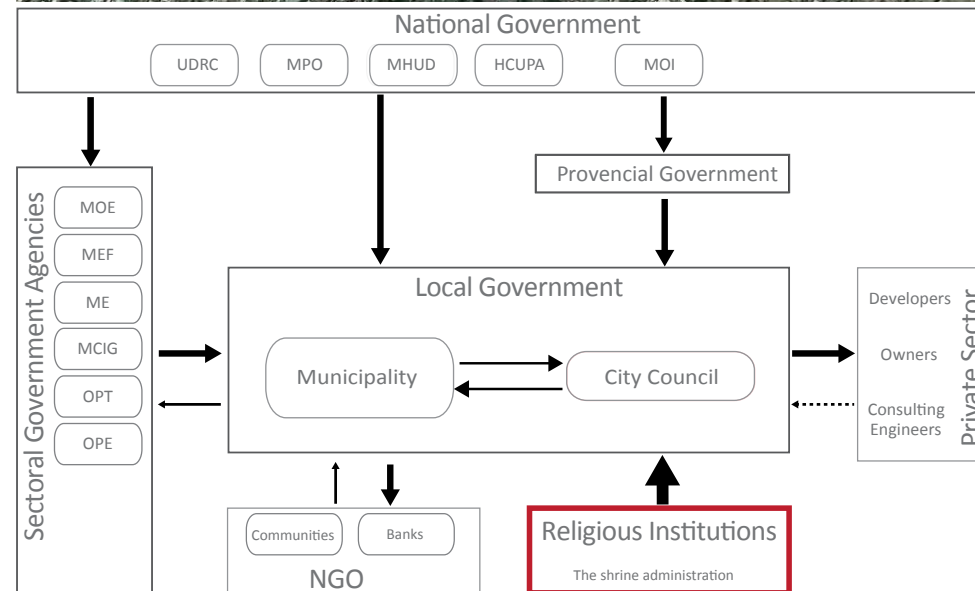 National Government
UDRC
MPO
MHUD
HCUPA
MOI
Provencial Government
Sectoral Government Agencies
MOE
MEF
ME
MCIG
OPT
OPE
Local Government
Municipality
City Council
Private Sector
Developers
Owners
Consulting
Engineers
Communities
Banks
NGO
Religious Institutions
The shrine administration